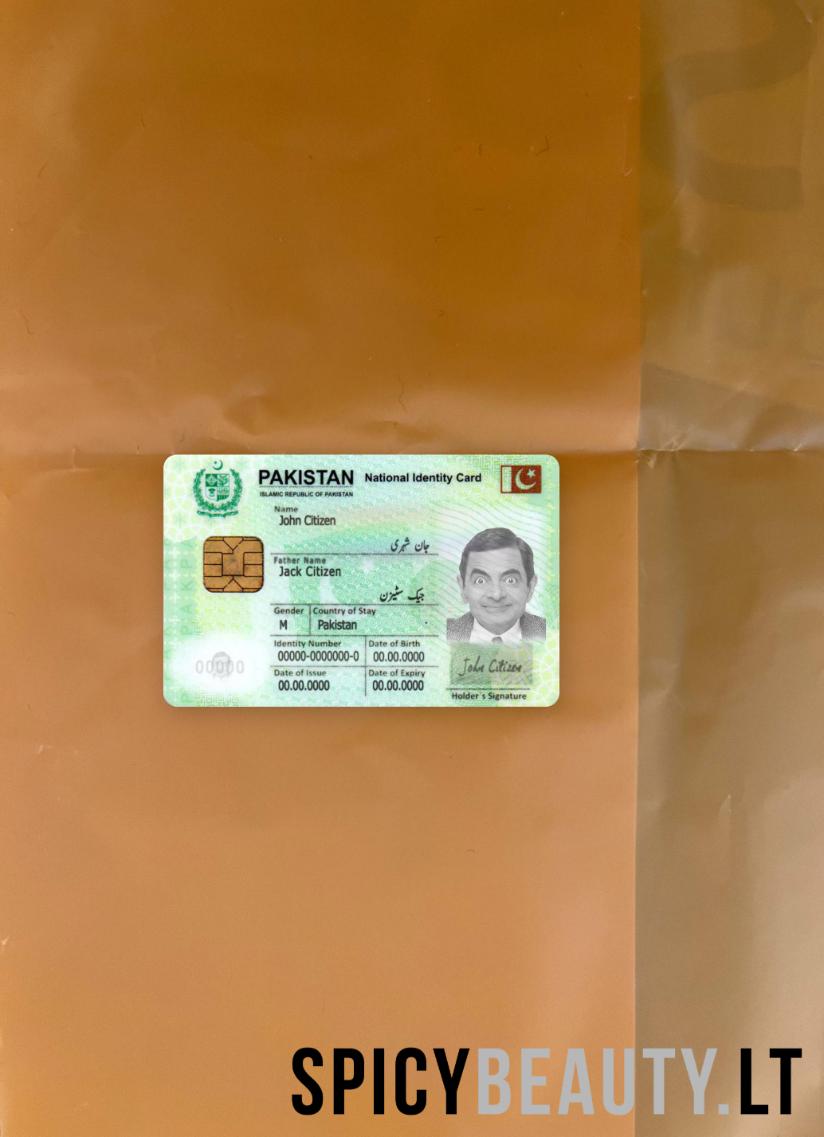 PAKISTAN National Identity Card
ISLAMIC REPUBLIC OF PAKISTAN
Name
John Citizen
جان شہری
Father Name
Jack Citizen
جیک سٹیزن
Gender Country of Stay
M Pakistan
Identity Number Date of Birth
00000-0000000-0 00.00.0000
00000
Date of Issue Date of Expiry
00.00.0000 00.00.0000
John Citizen
Holder's Signature
SPICYBEAUTY.LT